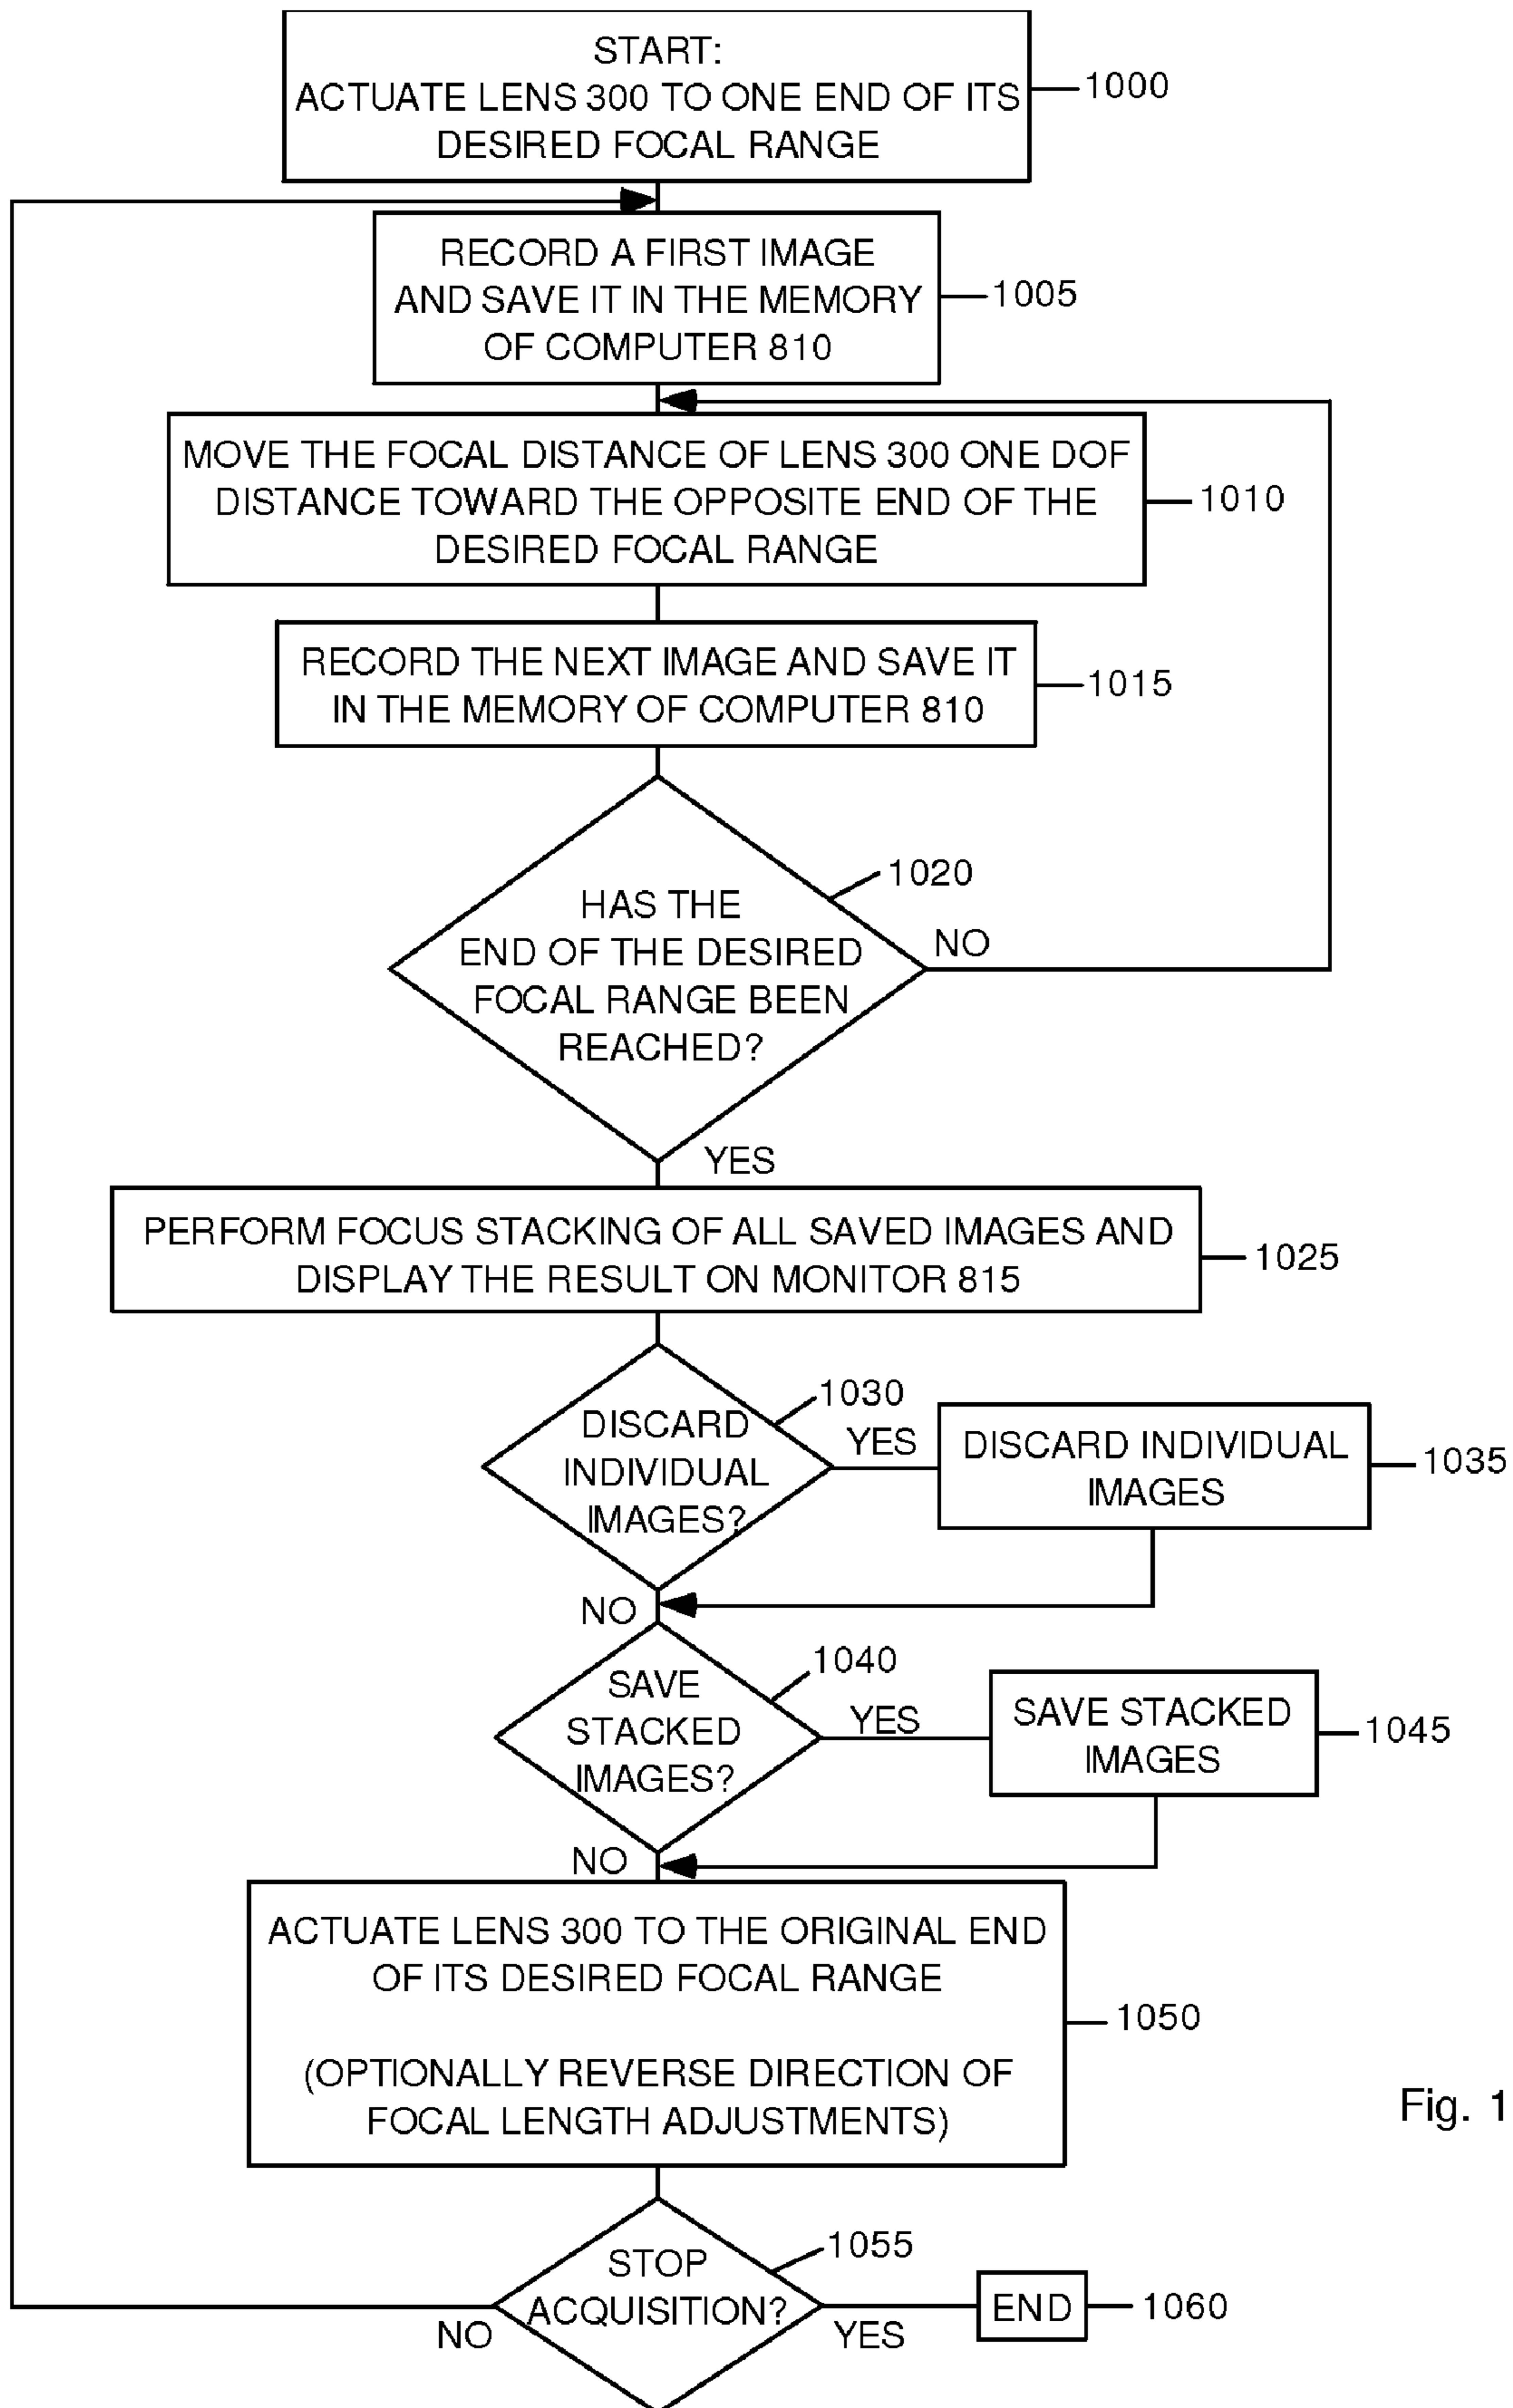 START:
ACTUATE LENS 300 TO ONE END OF ITS
DESIRED FOCAL RANGE
1000
RECORD A FIRST IMAGE
AND SAVE IT IN THE MEMORY
OF COMPUTER 810
1005
MOVE THE FOCAL DISTANCE OF LENS 300 ONE DOF
DISTANCE TOWARD THE OPPOSITE END OF THE
DESIRED FOCAL RANGE
1010
RECORD THE NEXT IMAGE AND SAVE IT
IN THE MEMORY OF COMPUTER 810
1015
1020
HAS THE
END OF THE DESIRED
FOCAL RANGE BEEN
REACHED?
NO
YES
PERFORM FOCUS STACKING OF ALL SAVED IMAGES AND
DISPLAY THE RESULT ON MONITOR 815
1025
1030
DISCARD
INDIVIDUAL
IMAGES?
YES
DISCARD INDIVIDUAL
IMAGES
1035
NO
1040
SAVE
STACKED
IMAGES?
YES
SAVE STACKED
IMAGES
1045
NO
ACTUATE LENS 300 TO THE ORIGINAL END
OF ITS DESIRED FOCAL RANGE
(OPTIONALLY REVERSE DIRECTION OF
FOCAL LENGTH ADJUSTMENTS)
1050
Fig. 1
1055
STOP
ACQUISITION?
NO
YES
END
1060